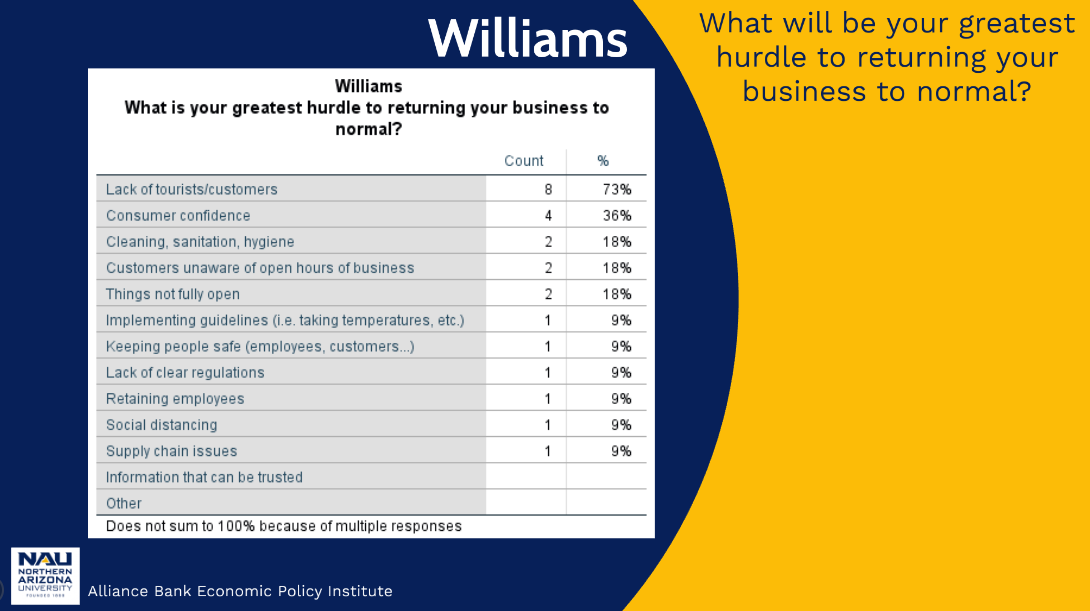 Williams
What will be your greatest
hurdle to returning your
business to normal?
Williams
What is your greatest hurdle to returning your business to
normal?
Count %
Lack of tourists/customers 8 73%
Consumer confidence 4 36%
Cleaning, sanitation, hygiene 2 18%
Customers unaware of open hours of business 2 18%
Things not fully open 2 18%
Implementing guidelines (i.e. taking temperatures, etc.) 1 9%
Keeping people safe (employees, customers...) 1 9%
Lack of clear regulations 1 9%
Retaining employees 1 9%
Social distancing 1 9%
Supply chain issues 1 9%
Information that can be trusted
Other
Does not sum to 100% because of multiple responses
NAU
NORTHERN
ARIZONA
UNIVERSITY
FOUNDED 1899
Alliance Bank Economic Policy Institute